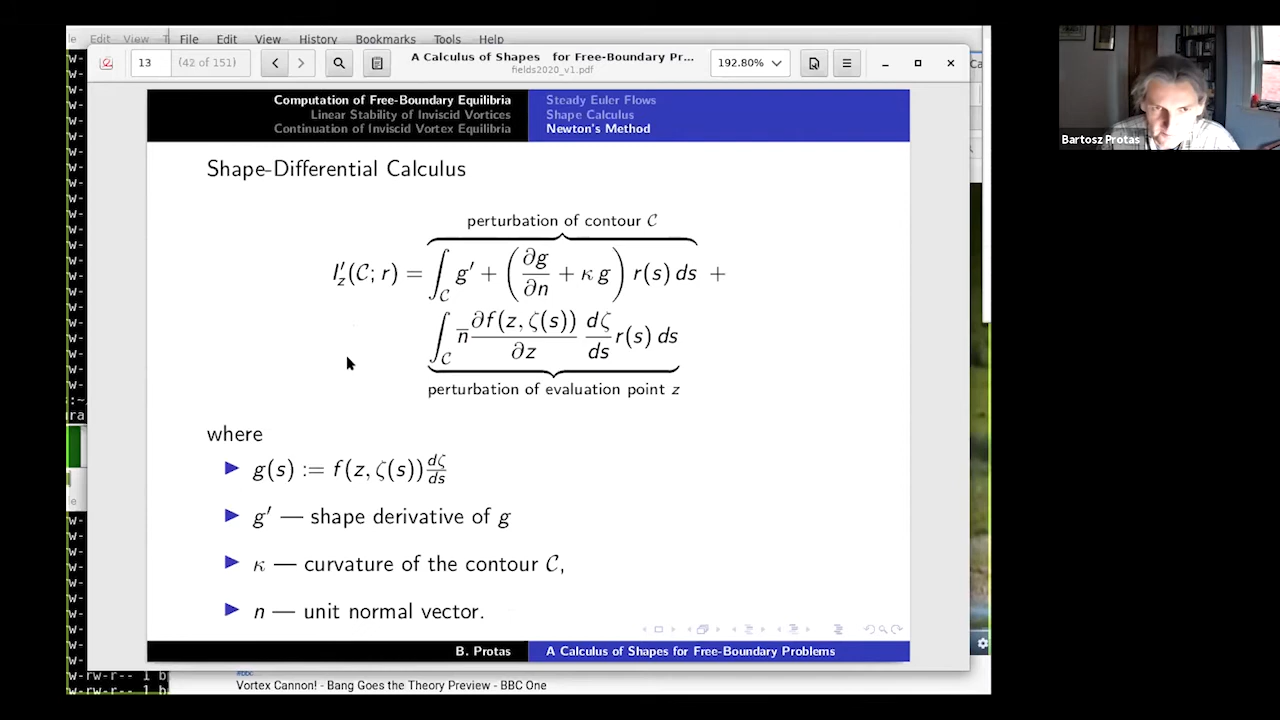 le Edit View T File Edit View History Bookmarks Tools Help
13 (42 of 151) A Calculus of Shapes for Free-Boundary Pr... 192.80%
fields2020_v1.pdf
Computation of Free-Boundary Equilibria
Linear Stability of Inviscid Vortices
Continuation of Inviscid Vortex Equilibria
Steady Euler Flows
Shape Calculus
Newton's Method
Shape-Differential Calculus
perturbation of contour C
I′z(C; r) = ∫C g′ + (∂g/∂n + κ g) r(s) ds +
∫C n̅ ∂f(z, ζ(s))/∂z dζ/ds r(s) ds
perturbation of evaluation point z
where
▶ g(s) := f(z, ζ(s)) dζ/ds
▶ g′ — shape derivative of g
▶ κ — curvature of the contour C,
▶ n — unit normal vector.
B. Protas A Calculus of Shapes for Free-Boundary Problems
Vortex Cannon! - Bang Goes the Theory Preview - BBC One
Bartosz Protas